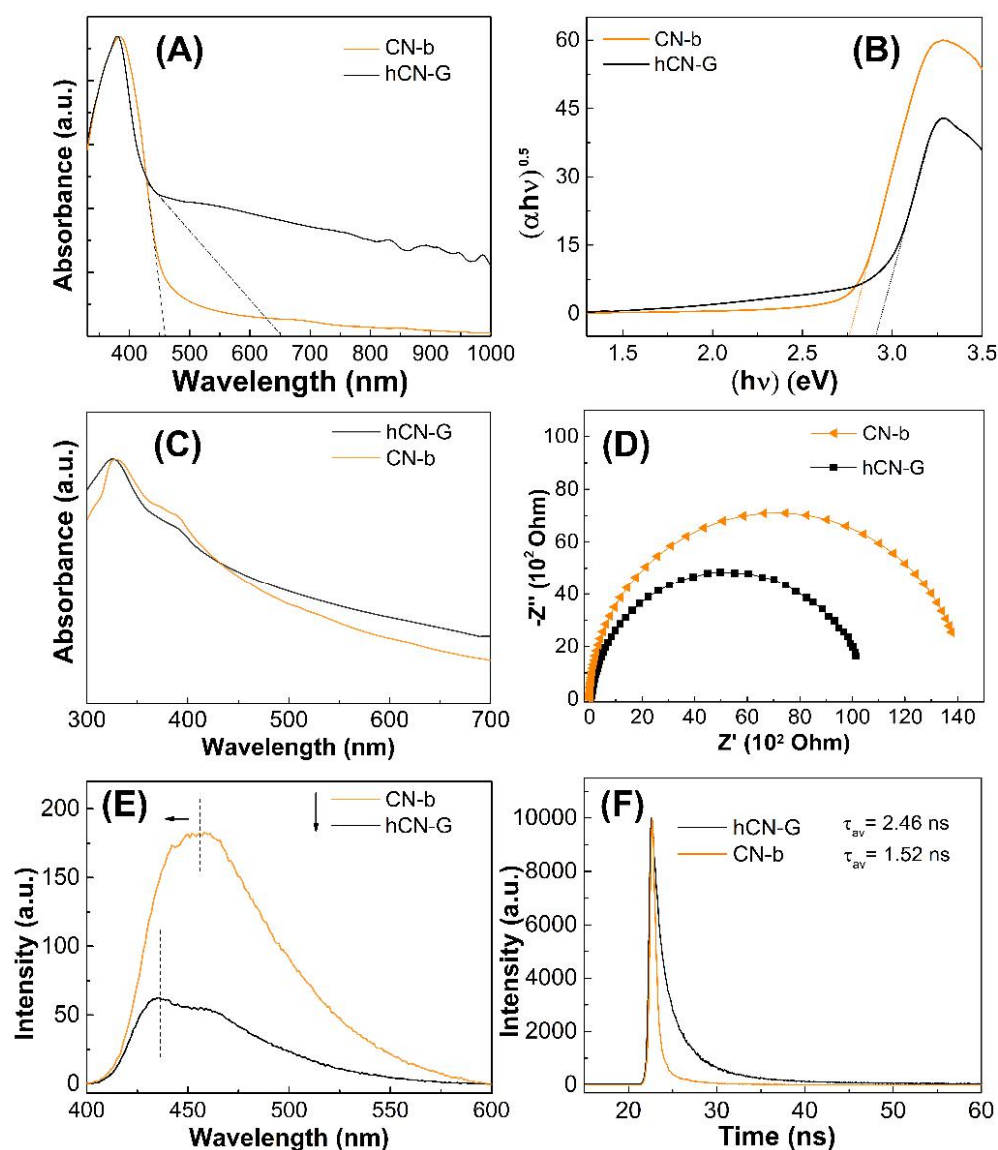 (A)
CN-b
hCN-G
Absorbance (a.u.)
400 500 600 700 800 900 1000
Wavelength (nm)
(B)
CN-b
hCN-G
60
45
30
15
0
(αhν)^0.5
1.5 2.0 2.5 3.0 3.5
(hν) (eV)
(C)
hCN-G
CN-b
Absorbance (a.u.)
300 400 500 600 700
Wavelength (nm)
(D)
CN-b
hCN-G
100
80
60
40
20
0
-Z'' (10² Ohm)
0 20 40 60 80 100 120 140
Z' (10² Ohm)
(E)
CN-b
hCN-G
200
150
100
50
0
Intensity (a.u.)
400 450 500 550 600
Wavelength (nm)
(F)
hCN-G τav= 2.46 ns
CN-b τav= 1.52 ns
10000
8000
6000
4000
2000
0
Intensity (a.u.)
20 30 40 50 60
Time (ns)